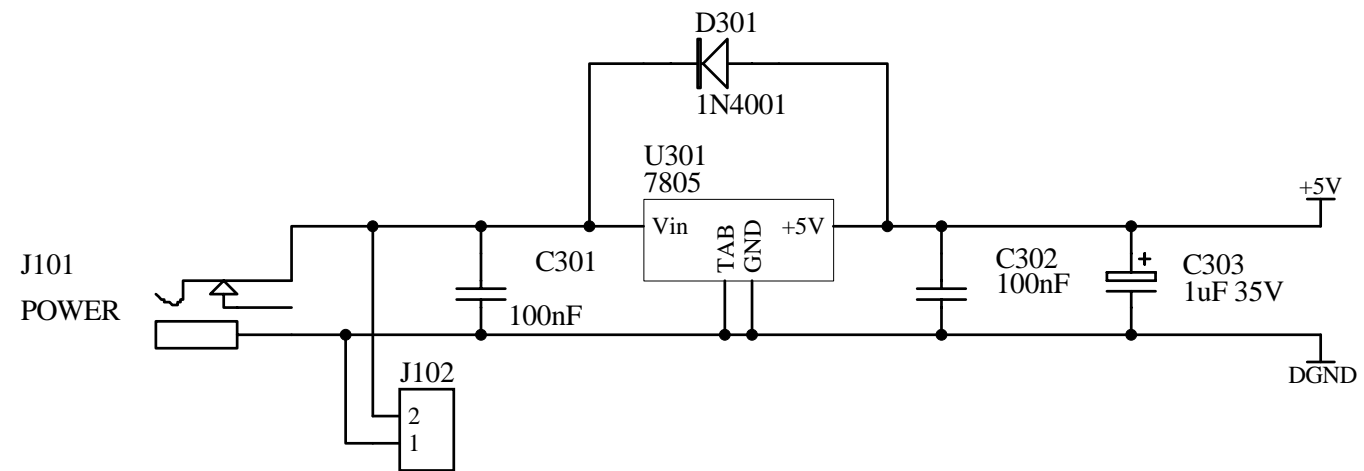 D301
1N4001
U301
7805
Vin
TAB
GND
+5V
+5V
J101
POWER
C301
100nF
C302
100nF
+
C303
1uF 35V
J102
2
1
DGND